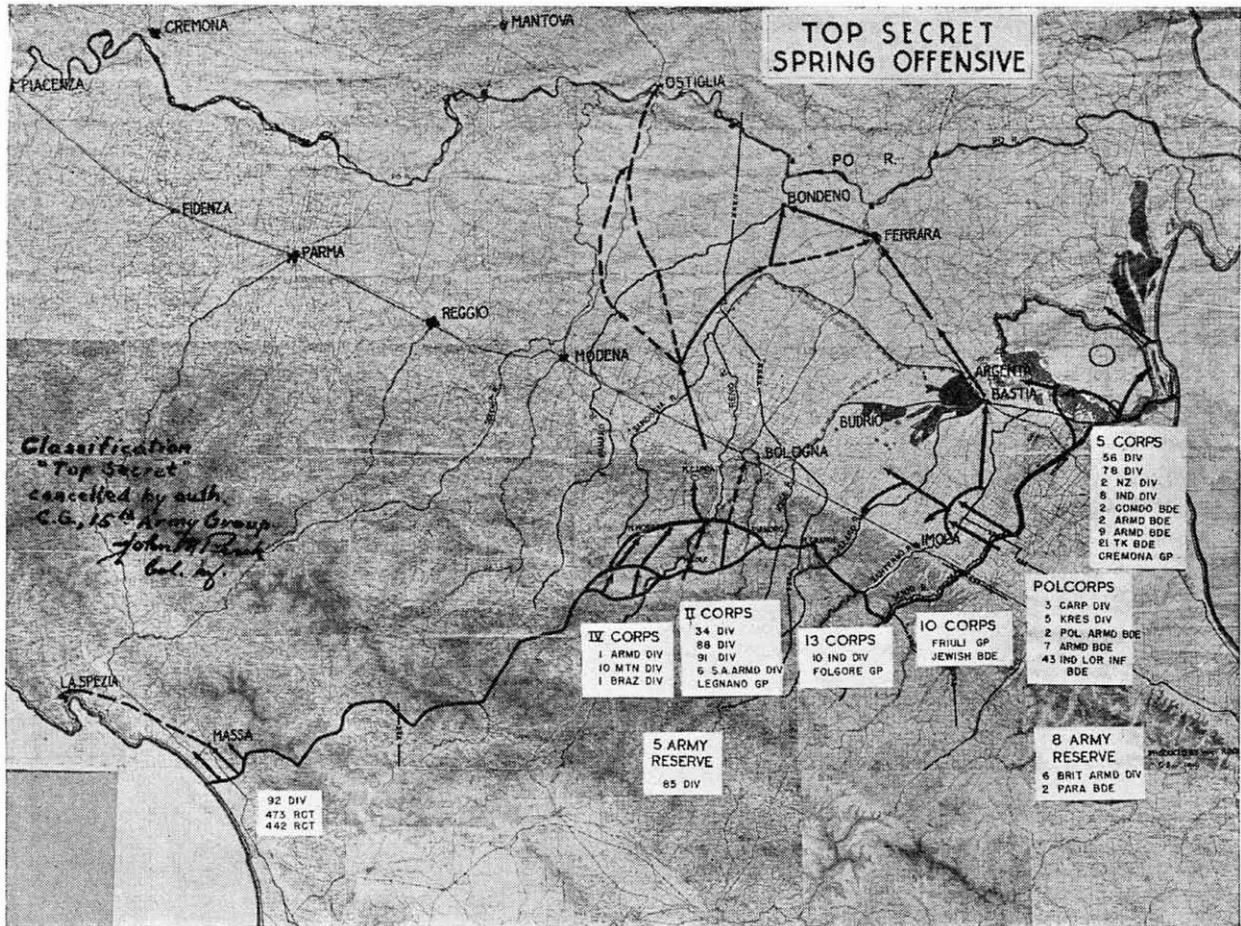 TOP SECRET
SPRING OFFENSIVE
CREMONA
MANTOVA
PIACENZA
OSTIGLIA
PO R.
PO R.
BONDENO
FIDENZA
FERRARA
PARMA
REGGIO
MODENA
ARGENTA
BASTIA
BUDRIO
BOLOGNA
IMOLA
Classification
"Top Secret"
cancelled by auth.
C.G., 15th Army Group
5 CORPS
56 DIV
78 DIV
2 NZ DIV
8 IND DIV
2 COMDO BDE
2 ARMD BDE
9 ARMD BDE
21 TK BDE
CREMONA GP
POLCORPS
3 CARP DIV
5 KRES DIV
2 POL ARMD BDE
7 ARMD BDE
43 IND LOR INF
BDE
10 CORPS
FRIULI GP
JEWISH BDE
13 CORPS
10 IND DIV
FOLGORE GP
II CORPS
34 DIV
88 DIV
91 DIV
6 S.A. ARMD DIV
LEGNANO GP
IV CORPS
1 ARMD DIV
10 MTN DIV
1 BRAZ DIV
LA SPEZIA
MASSA
92 DIV
473 RCT
442 RCT
5 ARMY
RESERVE
85 DIV
8 ARMY
RESERVE
6 BRIT ARMD DIV
2 PARA BDE